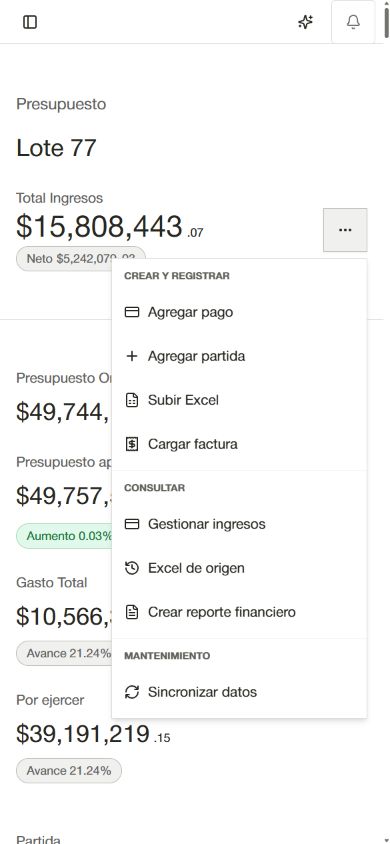 Presupuesto
Lote 77
Total Ingresos
$15,808,443 .07
Neto $5,242,079.03
CREAR Y REGISTRAR
Agregar pago
Agregar partida
Subir Excel
Cargar factura
CONSULTAR
Gestionar ingresos
Excel de origen
Crear reporte financiero
MANTENIMIENTO
Sincronizar datos
Presupuesto Or
$49,744,
Presupuesto ap
$49,757,
Aumento 0.03%
Gasto Total
$10,566,
Avance 21.24%
Por ejercer
$39,191,219 .15
Avance 21.24%
Partida